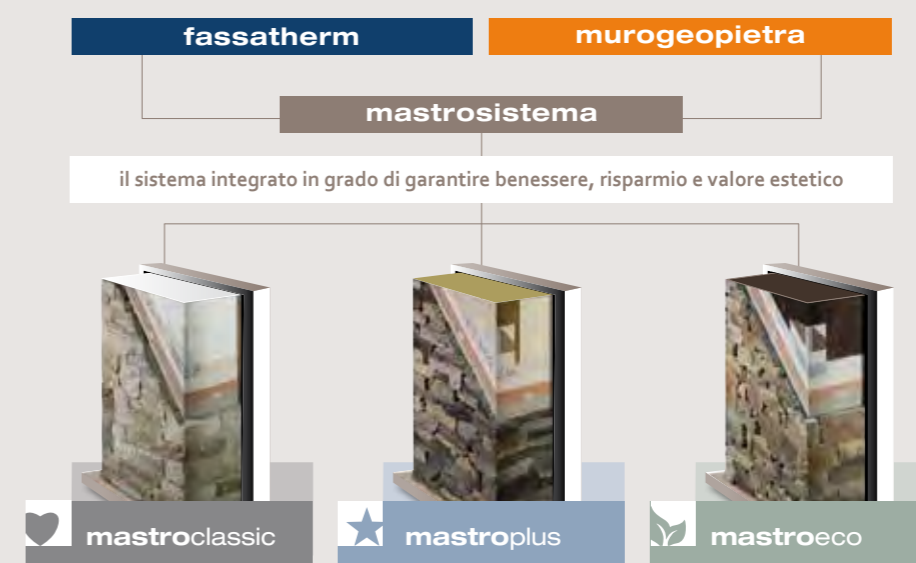 fassatherm
murogeopietra
mastrosistema
il sistema integrato in grado di garantire benessere, risparmio e valore estetico
mastroclassic
mastroplus
mastroeco